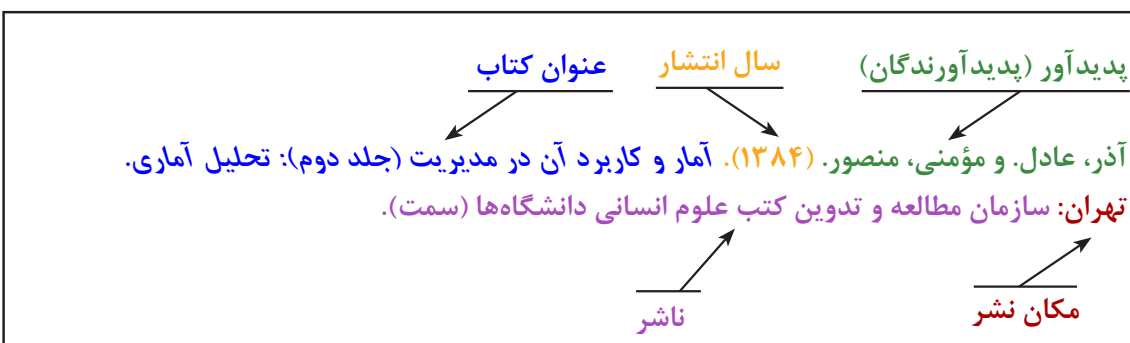 پدیدآور (پدیدآورندگان) سال انتشار عنوان کتاب
آذر، عادل. و مؤمنی، منصور. (۱۳۸۴). آمار و کاربرد آن در مدیریت (جلد دوم): تحلیل آماری.
تهران: سازمان مطالعه و تدوین کتب علوم انسانی دانشگاه‌ها (سمت).
مکان نشر ناشر